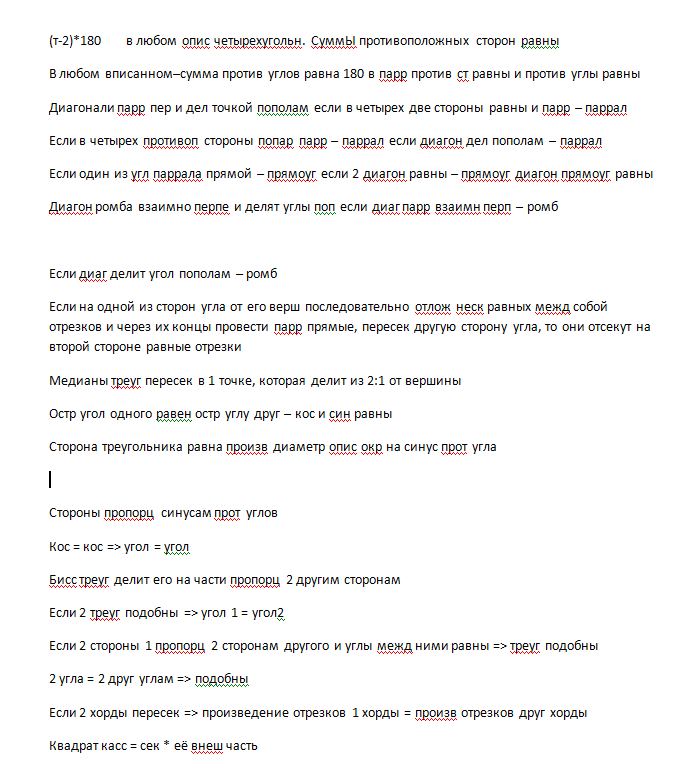 (т-2)*180 в любом опис четырехугольн. СуммЫ противоположных сторон равны
В любом вписанном–сумма против углов равна 180 в парр против ст равны и против углы равны
Диагонали парр пер и дел точкой пополам если в четырех две стороны равны и парр – паррал
Если в четырех противоп стороны попар парр – паррал если диагон дел пополам – паррал
Если один из угл паррала прямой – прямоуг если 2 диагон равны – прямоуг диагон прямоуг равны
Диагон ромба взаимно перпе и делят углы поп если диаг парр взаимн перп – ромб
Если диаг делит угол пополам – ромб
Если на одной из сторон угла от его верш последовательно отлож неск равных межд собой
отрезков и через их концы провести парр прямые, пересек другую сторону угла, то они отсекут на
второй стороне равные отрезки
Медианы треуг пересек в 1 точке, которая делит из 2:1 от вершины
Остр угол одного равен остр углу друг – кос и син равны
Сторона треугольника равна произв диаметр опис окр на синус прот угла
Стороны пропорц синусам прот углов
Кос = кос => угол = угол
Бисс треуг делит его на части пропорц 2 другим сторонам
Если 2 треуг подобны => угол 1 = угол2
Если 2 стороны 1 пропорц 2 сторонам другого и углы межд ними равны => треуг подобны
2 угла = 2 друг углам => подобны
Если 2 хорды пересек => произведение отрезков 1 хорды = произв отрезков друг хорды
Квадрат касс = сек * её внеш часть